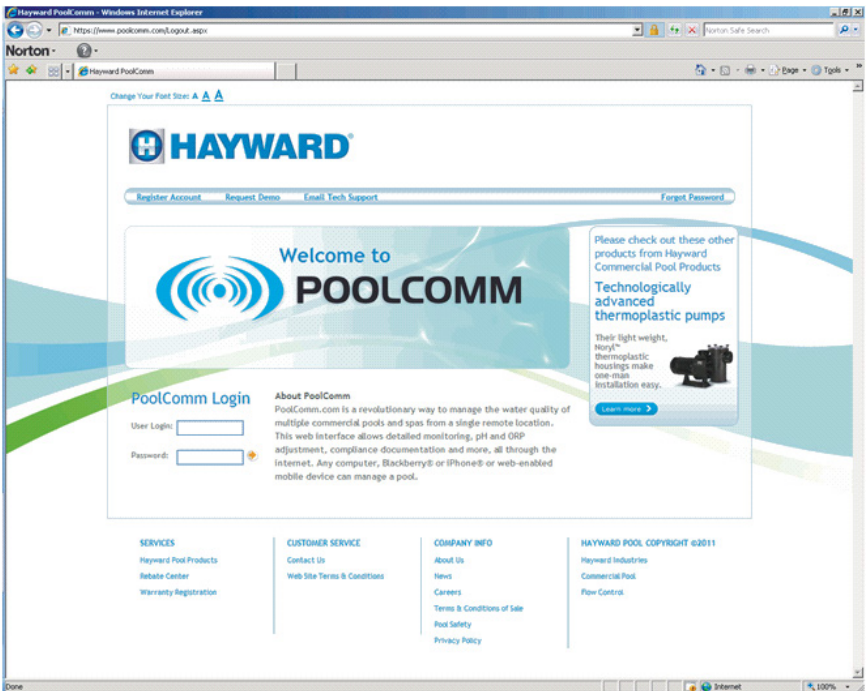 Hayward PoolComm - Windows Internet Explorer
https://www.poolcomm.com/Logout.aspx
Norton Safe Search
Norton
Hayward PoolComm
Page
Tools
Change Your Font Size: A A A
HAYWARD
Register Account Request Demo Email Tech Support Forgot Password
Welcome to
POOLCOMM
Please check out these other
products from Hayward
Commercial Pool Products
Technologically
advanced
thermoplastic pumps
Their light weight,
Noryl™
thermoplastic
housings make
one-man
installation easy.
Learn more
PoolComm Login
User Login:
Password:
About PoolComm
PoolComm.com is a revolutionary way to manage the water quality of
multiple commercial pools and spas from a single remote location.
This web interface allows detailed monitoring, pH and ORP
adjustment, compliance documentation and more, all through the
internet. Any computer, Blackberry® or iPhone® or web-enabled
mobile device can manage a pool.
SERVICES
Hayward Pool Products
Rebate Center
Warranty Registration
CUSTOMER SERVICE
Contact Us
Web Site Terms & Conditions
COMPANY INFO
About Us
News
Careers
Terms & Conditions of Sale
Pool Safety
Privacy Policy
HAYWARD POOL COPYRIGHT ©2011
Hayward Industries
Commercial Pool
Flow Control
Done
Internet
100%